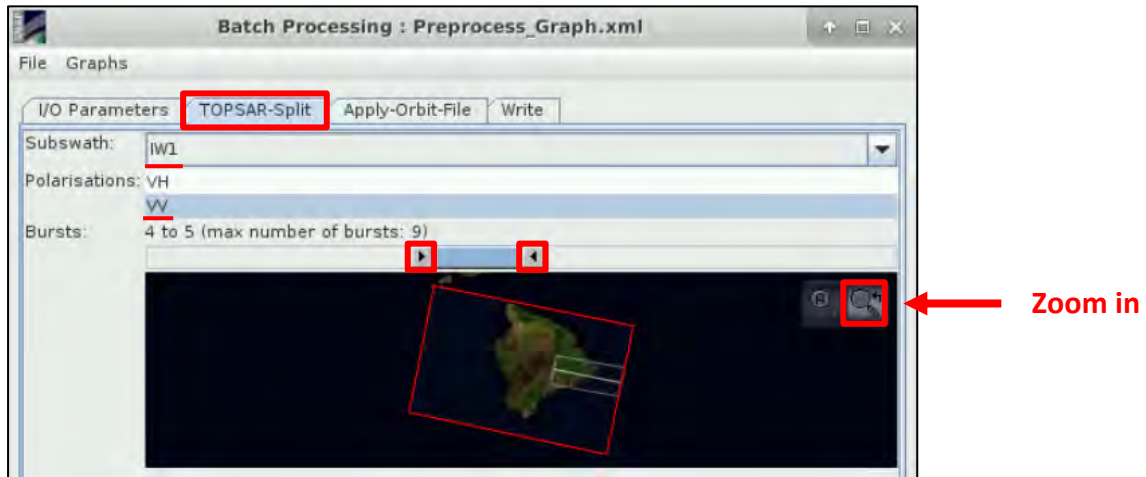 Batch Processing : Preprocess_Graph.xml
File Graphs
I/O Parameters TOPSAR-Split Apply-Orbit-File Write
Subswath: IW1
Polarisations: VH
VV
Bursts: 4 to 5 (max number of bursts: 9)
Zoom in